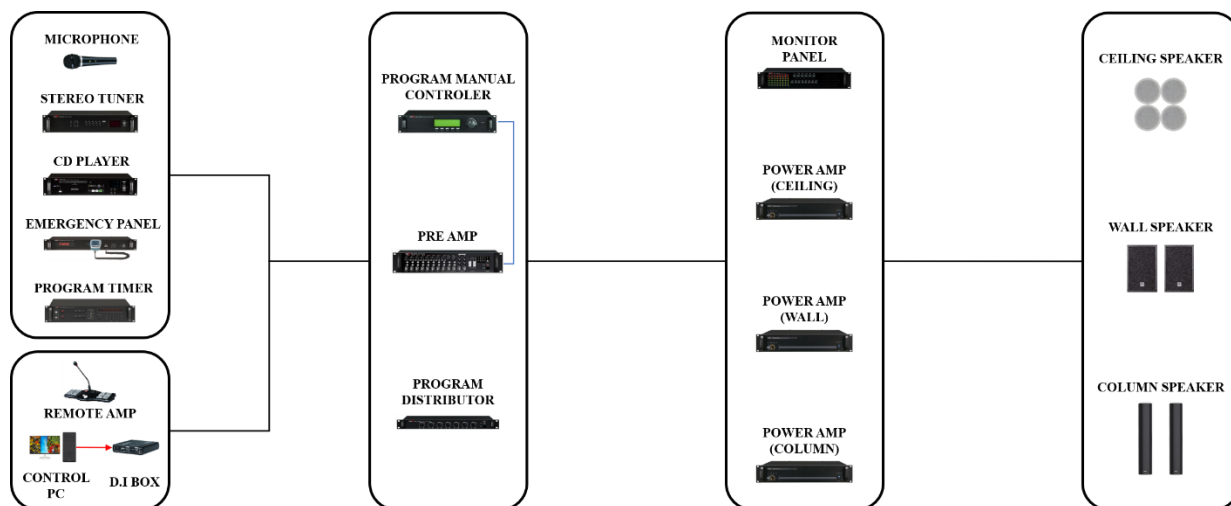 MICROPHONE
STEREO TUNER
CD PLAYER
EMERGENCY PANEL
PROGRAM TIMER
REMOTE AMP
CONTROL
PC
D.I BOX
PROGRAM MANUAL
CONTROLER
PRE AMP
PROGRAM
DISTRIBUTOR
MONITOR
PANEL
POWER AMP
(CEILING)
POWER AMP
(WALL)
POWER AMP
(COLUMN)
CEILING SPEAKER
WALL SPEAKER
COLUMN SPEAKER